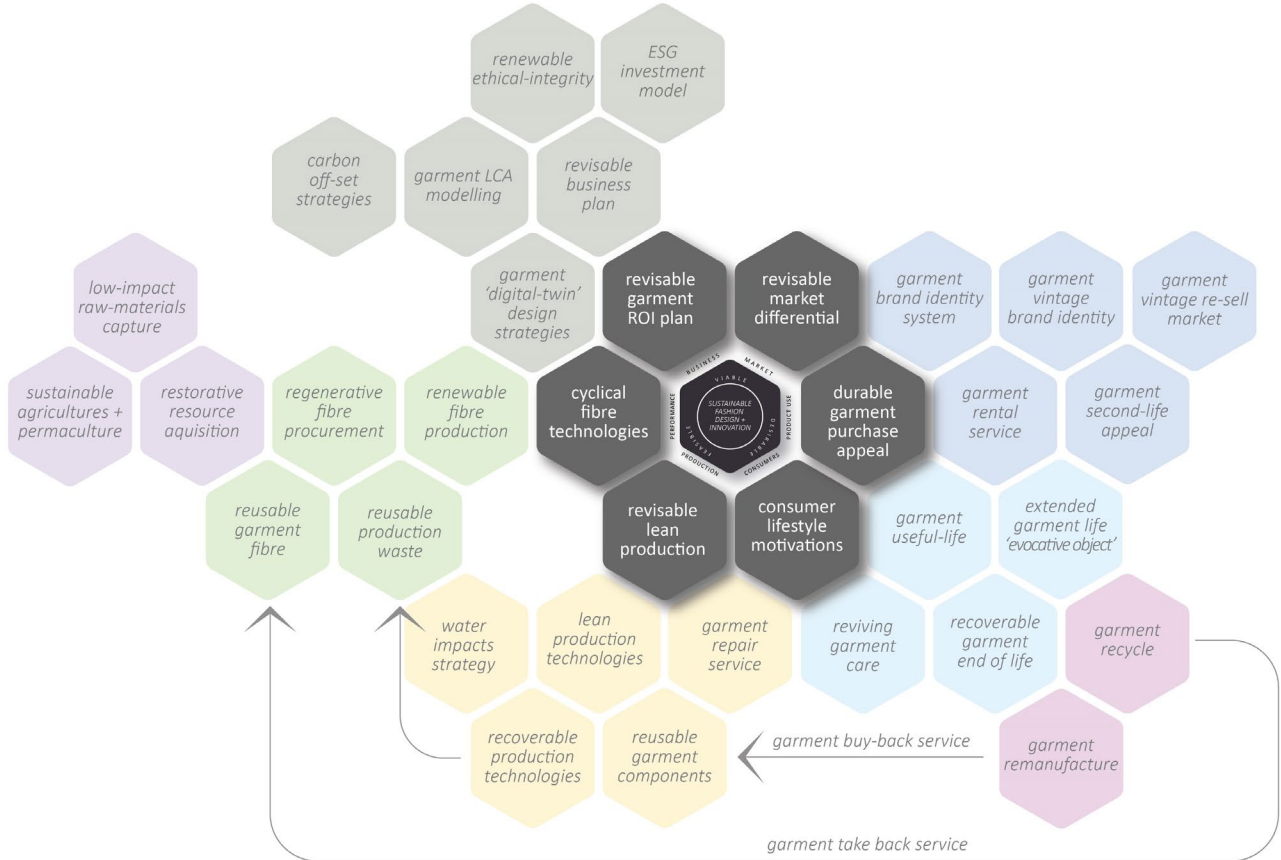 renewable
ethical-integrity
ESG
investment
model
carbon
off-set
strategies
garment LCA
modelling
revisable
business
plan
low-impact
raw-materials
capture
garment
‘digital-twin’
design
strategies
revisable
garment
ROI plan
revisable
market
differential
garment
brand identity
system
garment
vintage
brand identity
garment
vintage re-sell
market
sustainable
agricultures +
permaculture
restorative
resource
aquisition
regenerative
fibre
procurement
renewable
fibre
production
cyclical
fibre
technologies
BUSINESS
MARKET
PERFORMANCE
PRODUCT USE
PRODUCTION
CONSUMERS
VIABLE
FEASIBLE
DESIRABLE
SUSTAINABLE
FASHION
DESIGN +
INNOVATION
durable
garment
purchase
appeal
garment
rental
service
garment
second-life
appeal
reusable
garment
fibre
reusable
production
waste
revisable
lean
production
consumer
lifestyle
motivations
garment
useful-life
extended
garment life
‘evocative object’
water
impacts
strategy
lean
production
technologies
garment
repair
service
reviving
garment
care
recoverable
garment
end of life
garment
recycle
recoverable
production
technologies
reusable
garment
components
garment buy-back service
garment
remanufacture
garment take back service